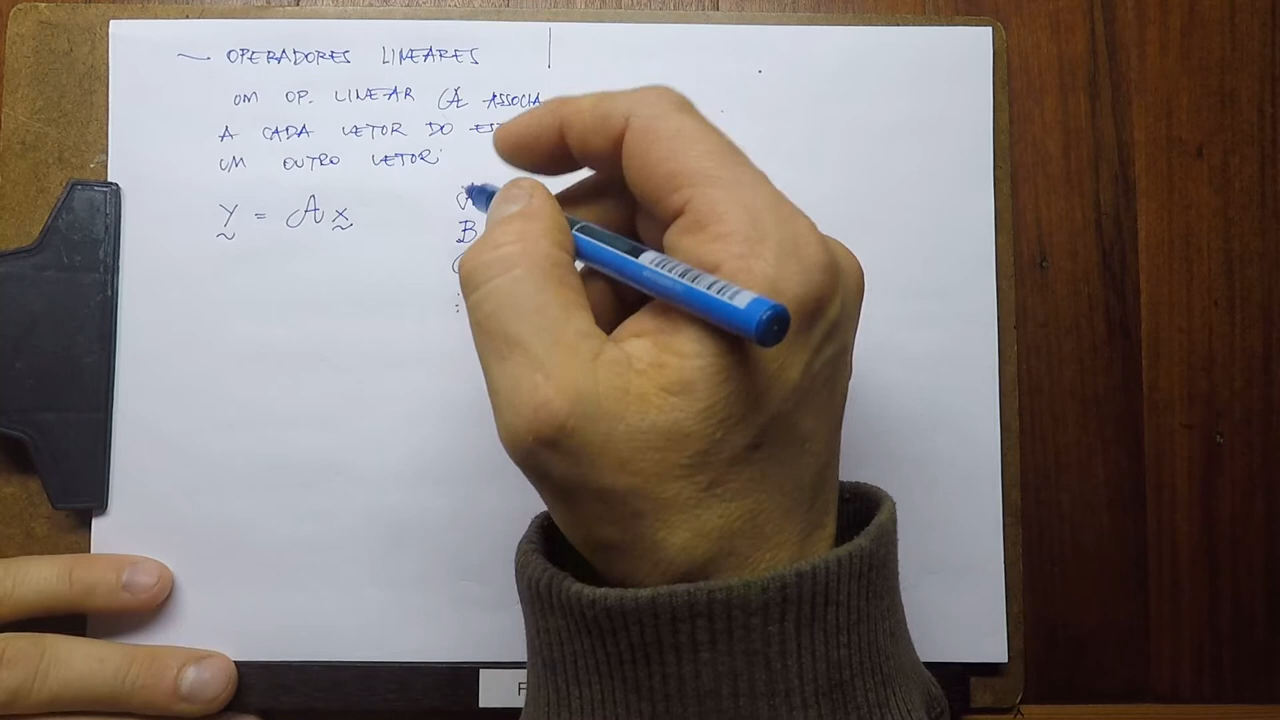 ~ OPERADORES LINEARES
UM OP. LINEAR 𝒜 ASSOCIA
A CADA VETOR DO
UM OUTRO VETOR:
y = 𝒜 x
B